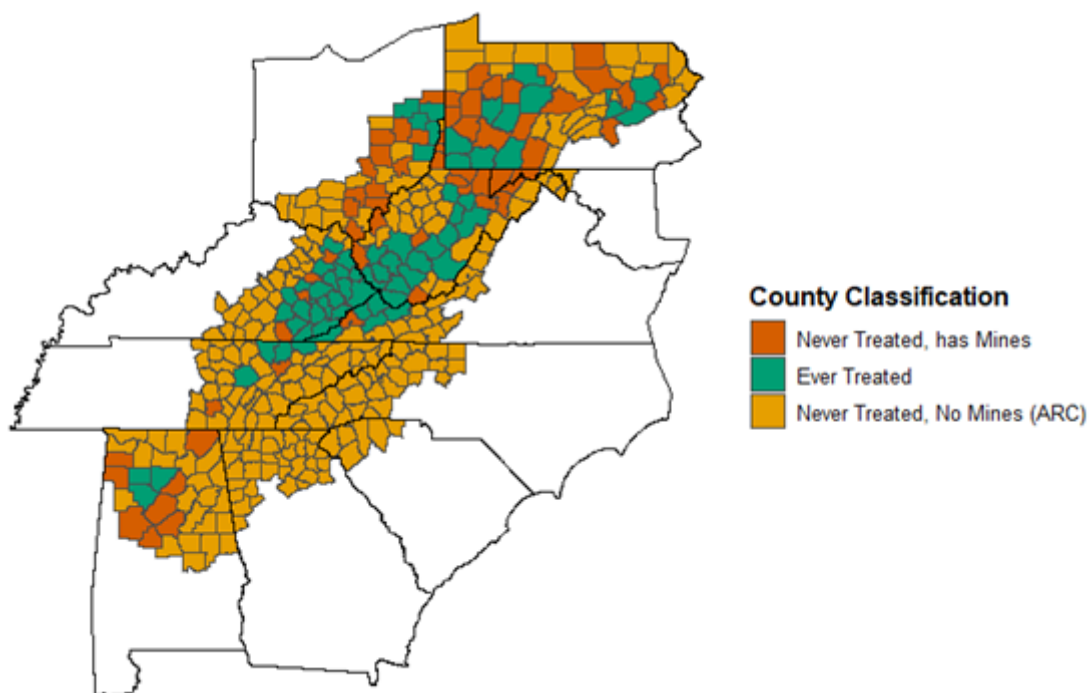 County Classification
Never Treated, has Mines
Ever Treated
Never Treated, No Mines (ARC)